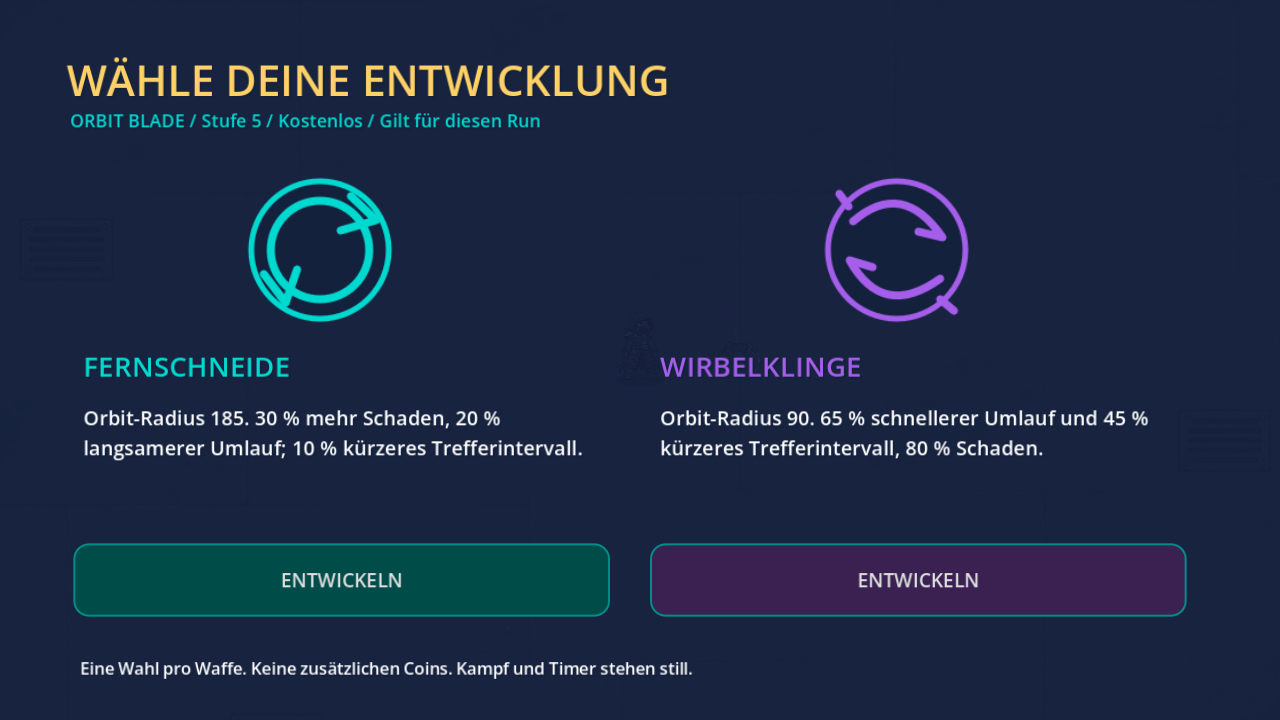 WÄHLE DEINE ENTWICKLUNG
ORBIT BLADE / Stufe 5 / Kostenlos / Gilt für diesen Run
FERNSCHNEIDE
Orbit-Radius 185. 30 % mehr Schaden, 20 %
langsamerer Umlauf; 10 % kürzeres Trefferintervall.
ENTWICKELN
WIRBELKLINGE
Orbit-Radius 90. 65 % schnellerer Umlauf und 45 %
kürzeres Trefferintervall, 80 % Schaden.
ENTWICKELN
Eine Wahl pro Waffe. Keine zusätzlichen Coins. Kampf und Timer stehen still.